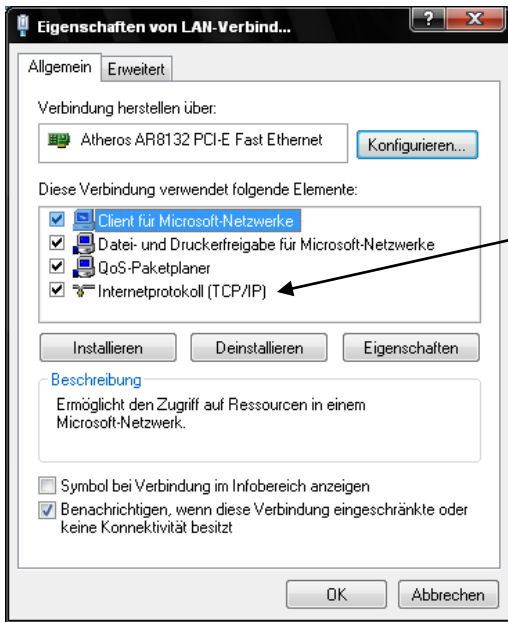 Eigenschaften von LAN-Verbind...
Allgemein
Erweitert
Verbindung herstellen über:
Atheros AR8132 PCI-E Fast Ethernet
Konfigurieren...
Diese Verbindung verwendet folgende Elemente:
Client für Microsoft-Netzwerke
Datei- und Druckerfreigabe für Microsoft-Netzwerke
QoS-Paketplaner
Internetprotokoll (TCP/IP)
Installieren
Deinstallieren
Eigenschaften
Beschreibung
Ermöglicht den Zugriff auf Ressourcen in einem
Microsoft-Netzwerk.
Symbol bei Verbindung im Infobereich anzeigen
Benachrichtigen, wenn diese Verbindung eingeschränkte oder
keine Konnektivität besitzt
OK
Abbrechen